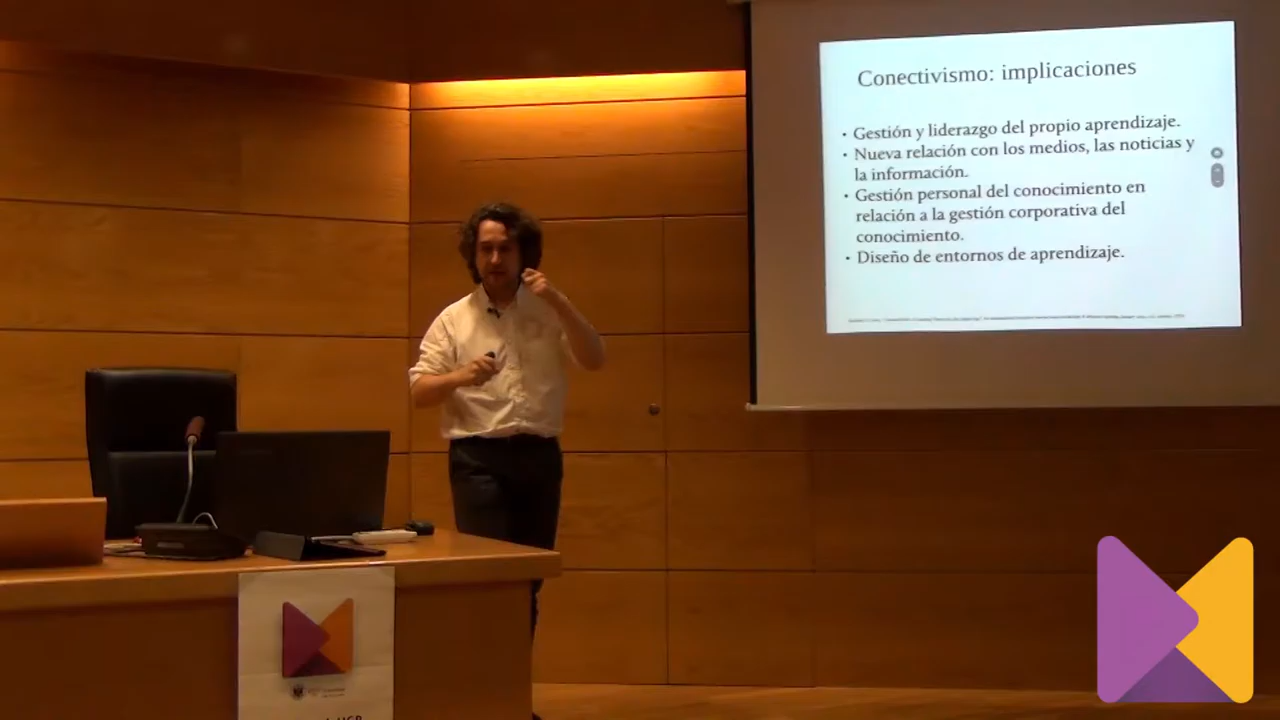 Conectivismo: implicaciones
• Gestión y liderazgo del propio aprendizaje.
• Nueva relación con los medios, las noticias y
la información.
• Gestión personal del conocimiento en
relación a la gestión corporativa del
conocimiento.
• Diseño de entornos de aprendizaje.